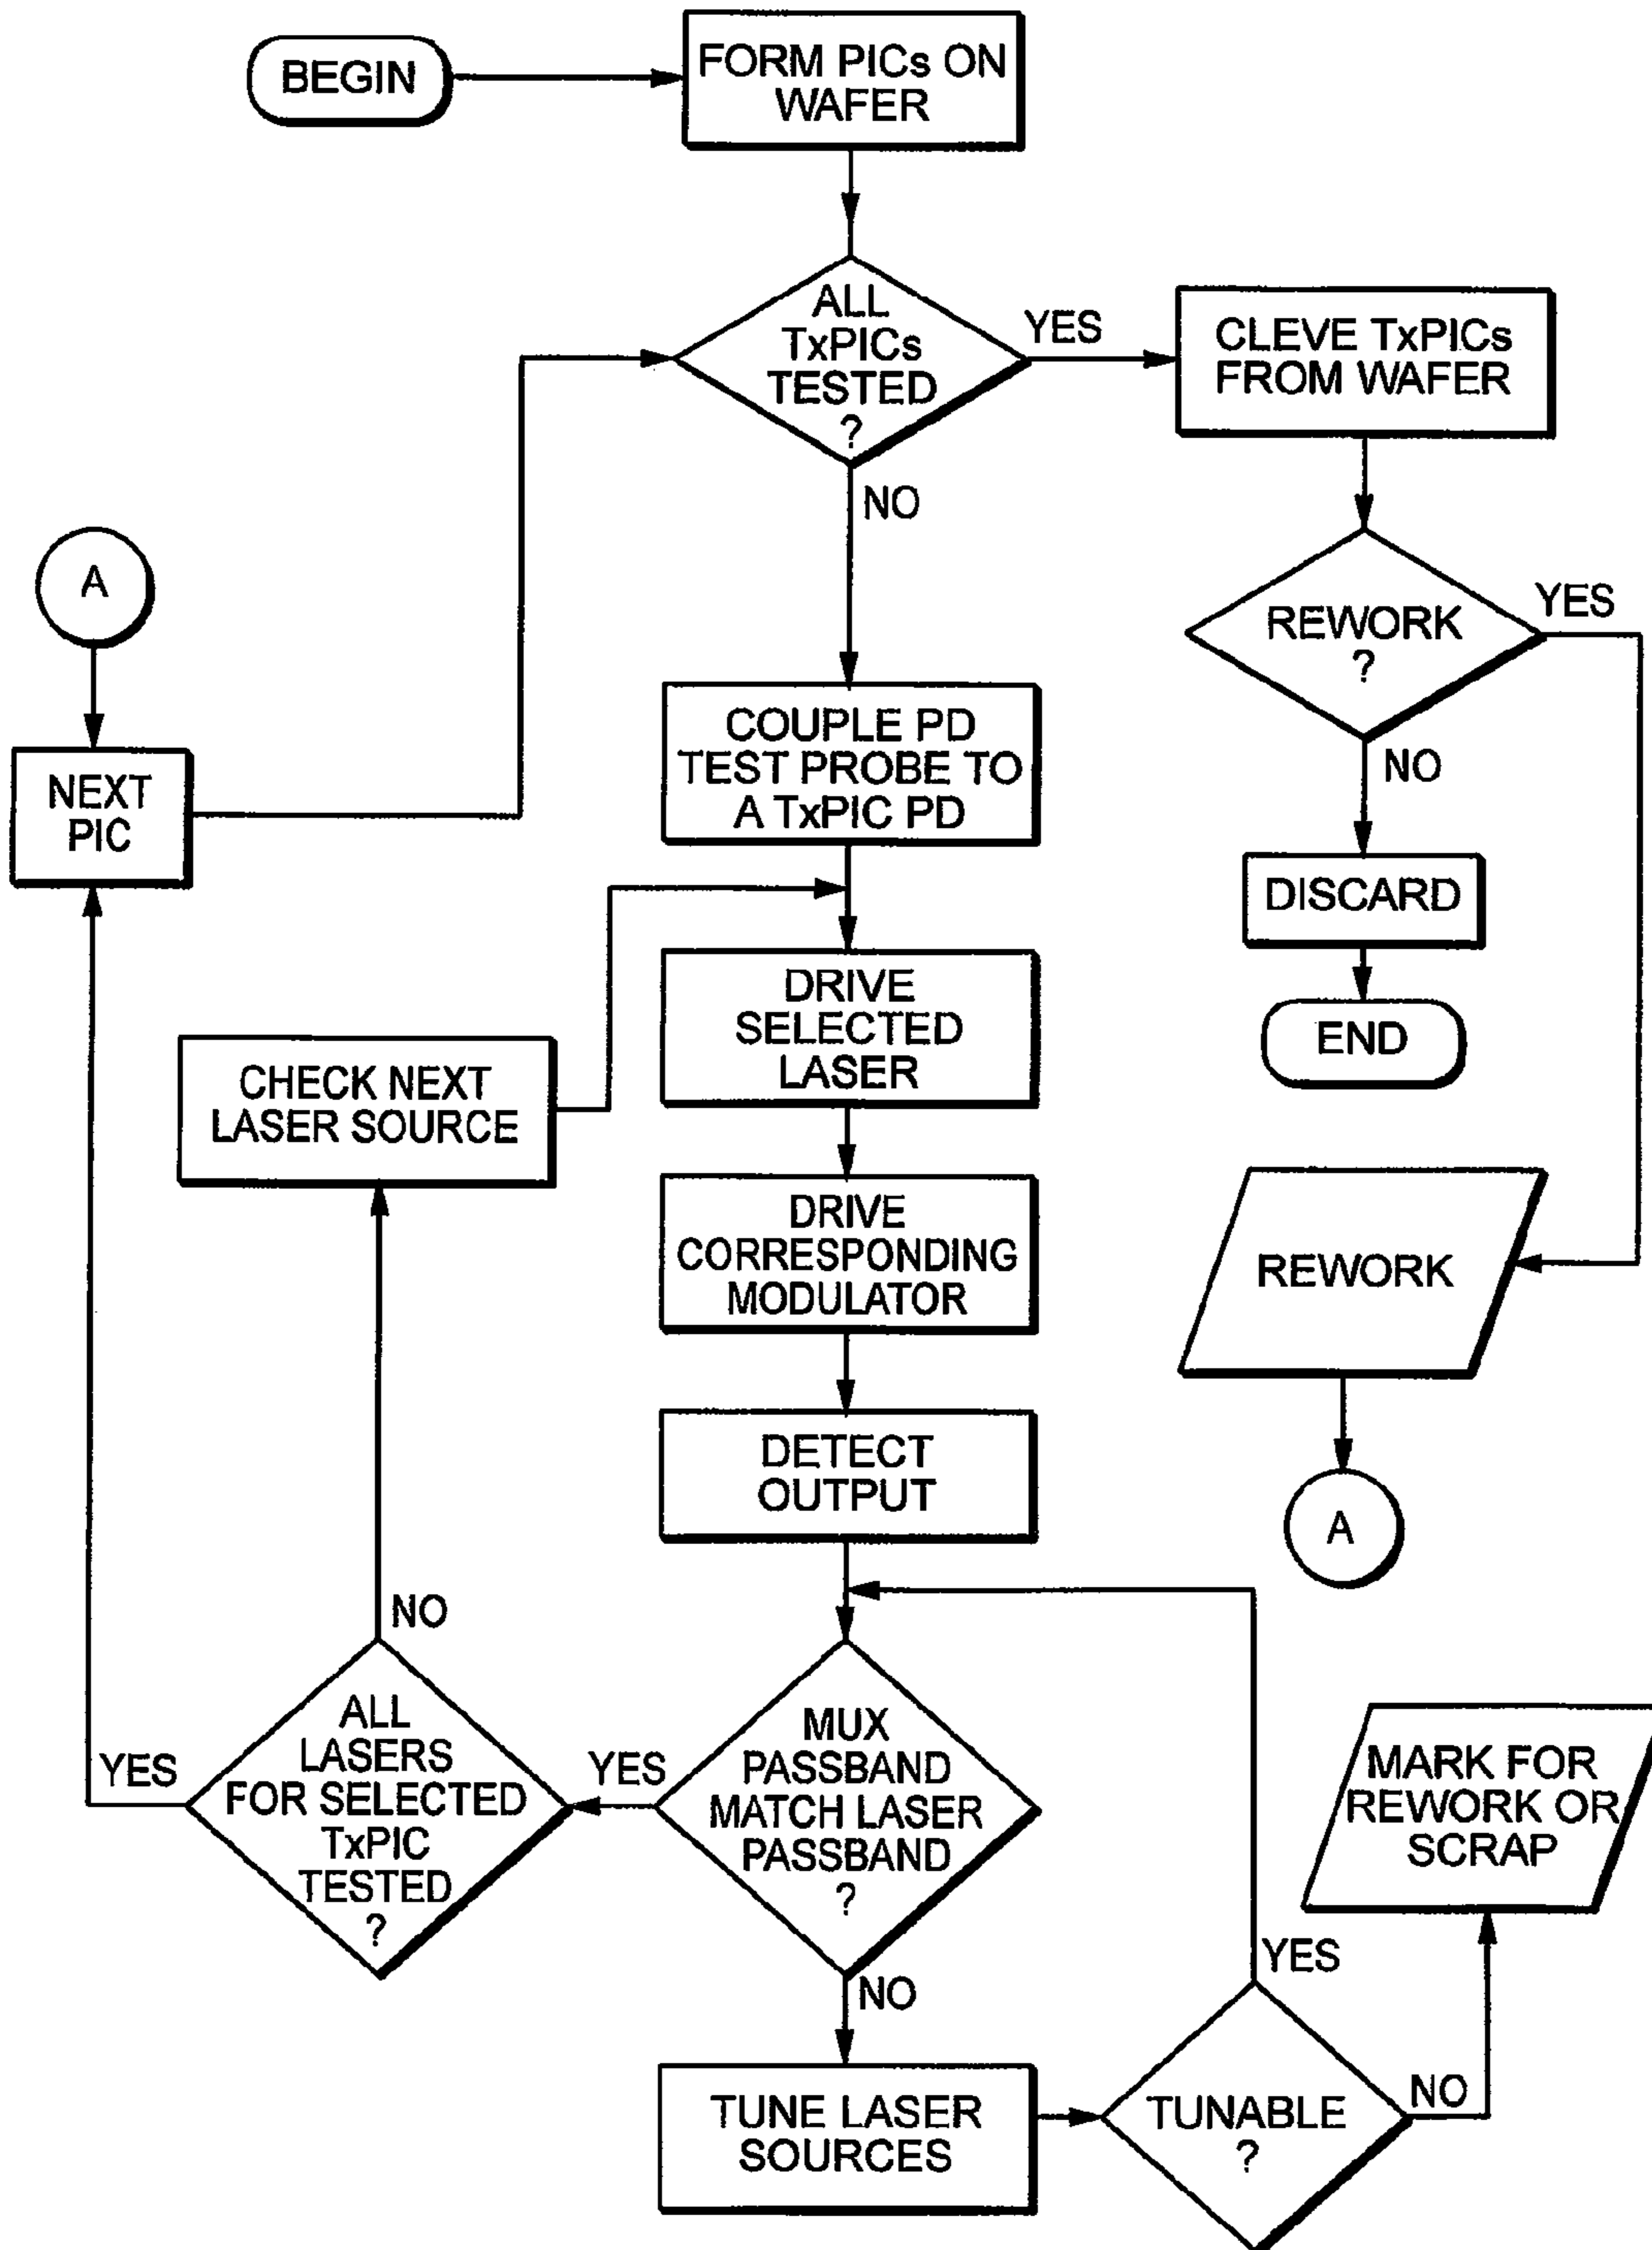 BEGIN
FORM PICs ON
WAFER
ALL
TxPICs
TESTED
?
YES
CLEVE TxPICs
FROM WAFER
NO
A
REWORK
?
YES
NEXT
PIC
COUPLE PD
TEST PROBE TO
A TxPIC PD
NO
DISCARD
DRIVE
SELECTED
LASER
END
CHECK NEXT
LASER SOURCE
DRIVE
CORRESPONDING
MODULATOR
REWORK
DETECT
OUTPUT
A
NO
ALL
LASERS
FOR SELECTED
TxPIC
TESTED
?
YES
YES
MUX
PASSBAND
MATCH LASER
PASSBAND
?
MARK FOR
REWORK OR
SCRAP
NO
YES
TUNE LASER
SOURCES
TUNABLE
?
NO